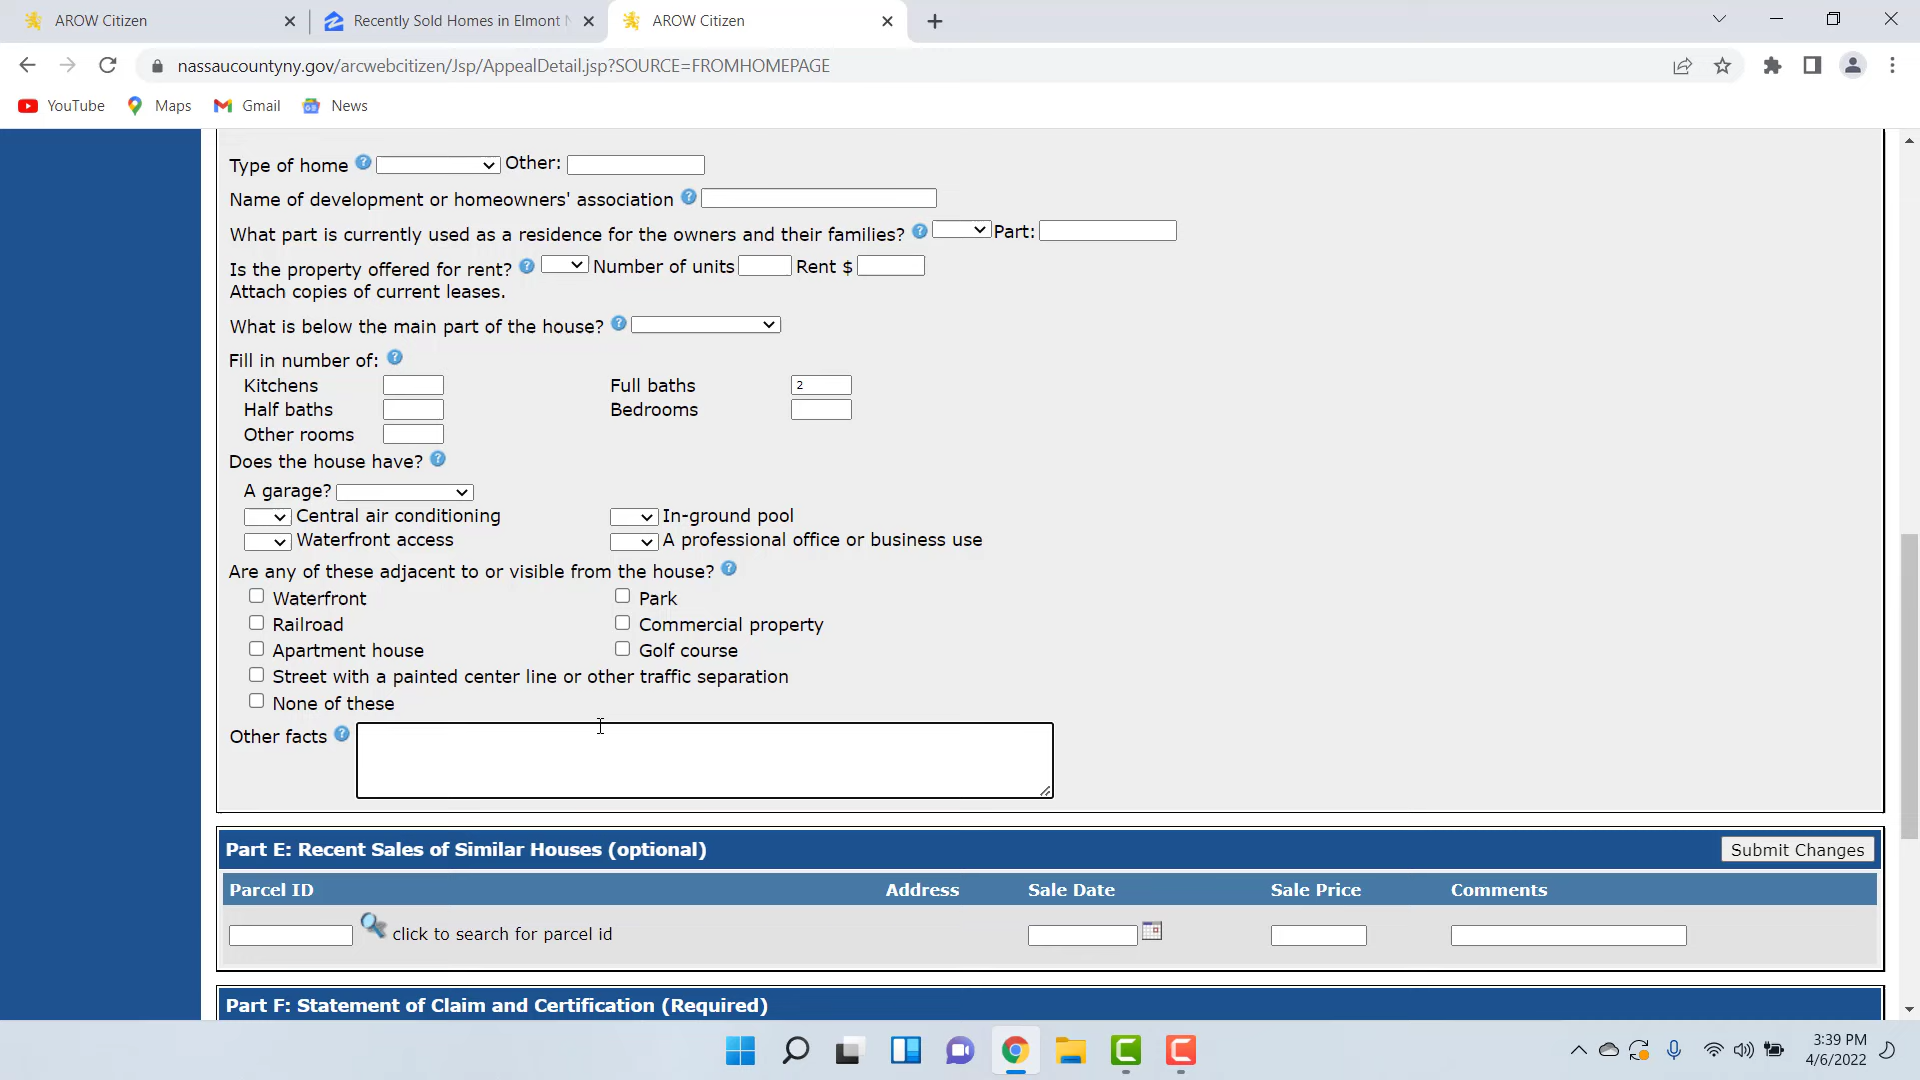 AROW Citizen
Recently Sold Homes in Elmont N
AROW Citizen
nassaucountyny.gov/arcwebcitizen/Jsp/AppealDetail.jsp?SOURCE=FROMHOMEPAGE
YouTube Maps Gmail News
Type of home ? Other:
Name of development or homeowners' association ?
What part is currently used as a residence for the owners and their families? ? Part:
Is the property offered for rent? ? Number of units Rent $
Attach copies of current leases.
What is below the main part of the house? ?
Fill in number of: ?
Kitchens Full baths 2
Half baths Bedrooms
Other rooms
Does the house have? ?
A garage?
Central air conditioning In-ground pool
Waterfront access A professional office or business use
Are any of these adjacent to or visible from the house? ?
Waterfront Park
Railroad Commercial property
Apartment house Golf course
Street with a painted center line or other traffic separation
None of these
Other facts ?
Part E: Recent Sales of Similar Houses (optional) Submit Changes
Parcel ID Address Sale Date Sale Price Comments
click to search for parcel id
Part F: Statement of Claim and Certification (Required)
3:39 PM
4/6/2022